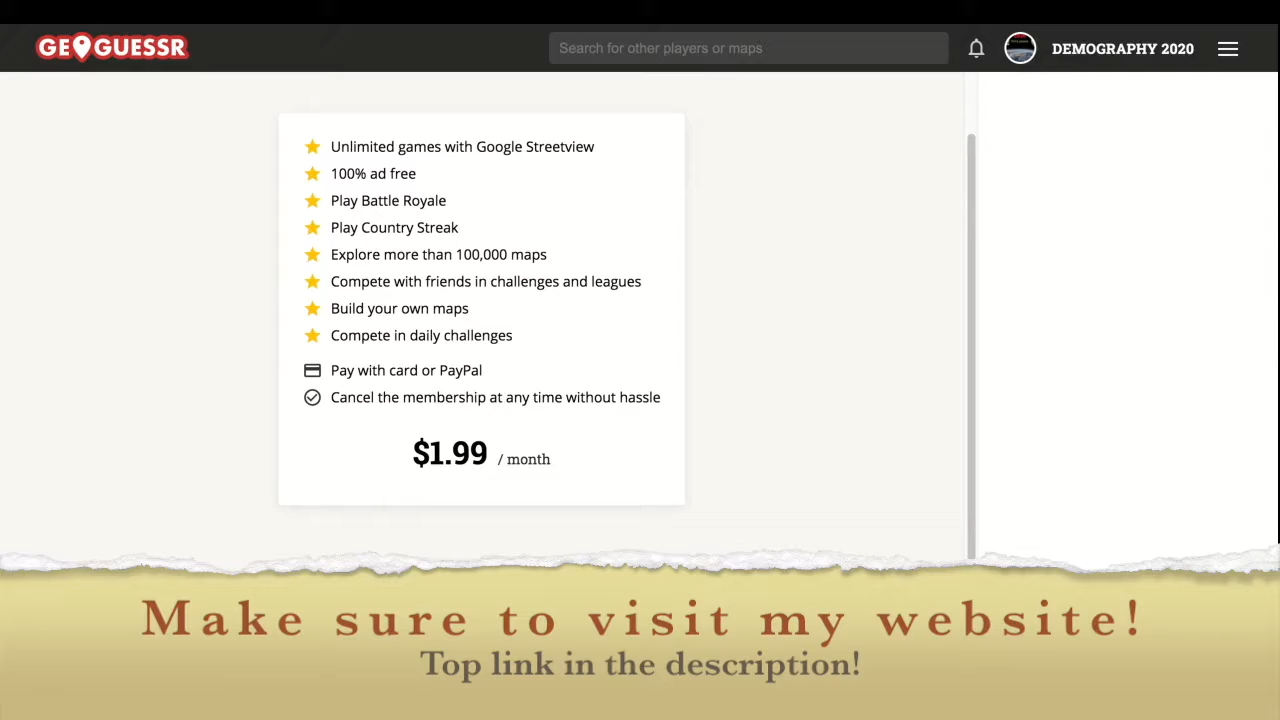 GEOGUESSR
Search for other players or maps
DEMOGRAPHY 2020
Unlimited games with Google Streetview
100% ad free
Play Battle Royale
Play Country Streak
Explore more than 100,000 maps
Compete with friends in challenges and leagues
Build your own maps
Compete in daily challenges
Pay with card or PayPal
Cancel the membership at any time without hassle
$1.99 / month
Make sure to visit my website!
Top link in the description!